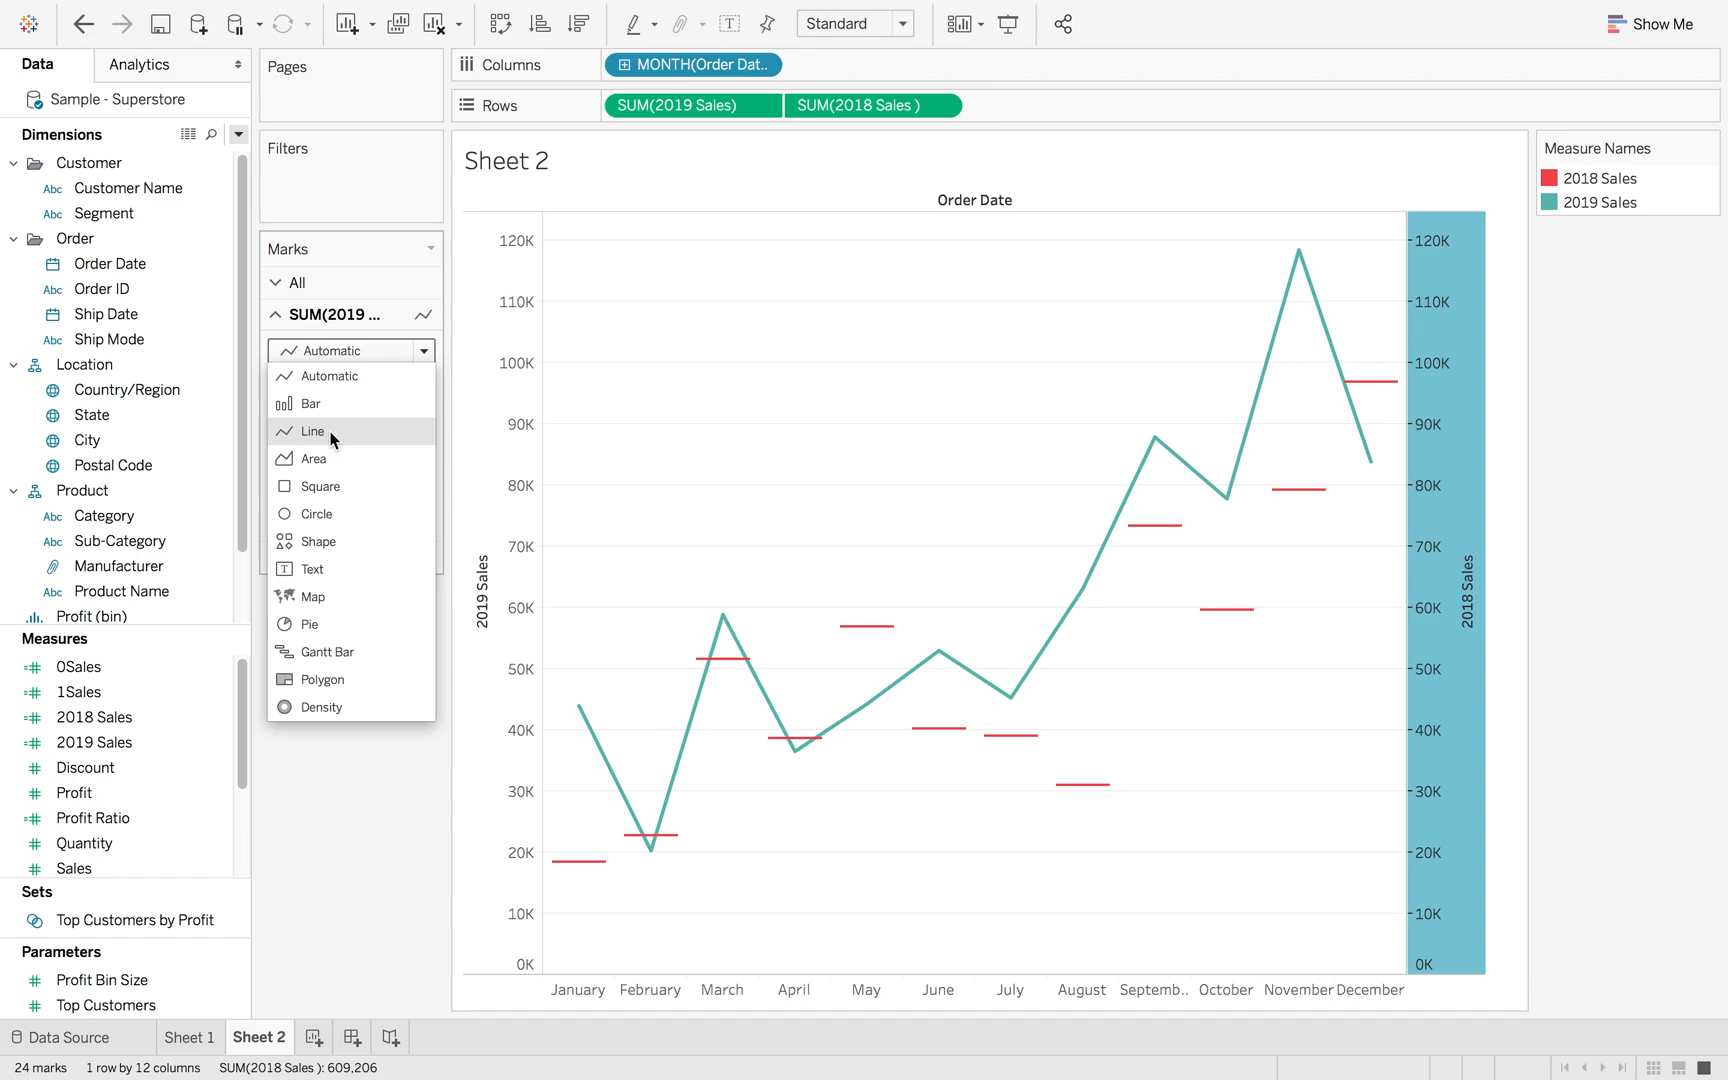 Standard
Show Me
Data
Analytics
Pages
Columns
MONTH(Order Dat..
Sample - Superstore
Rows
SUM(2019 Sales)
SUM(2018 Sales )
Dimensions
Customer
Abc Customer Name
Abc Segment
Order
Order Date
Abc Order ID
Ship Date
Abc Ship Mode
Location
Country/Region
State
City
Postal Code
Product
Abc Category
Abc Sub-Category
Manufacturer
Abc Product Name
Profit (bin)
Measures
0Sales
1Sales
2018 Sales
2019 Sales
Discount
Profit
Profit Ratio
Quantity
Sales
Sets
Top Customers by Profit
Parameters
Profit Bin Size
Top Customers
Filters
Marks
All
SUM(2019 ...
Automatic
Automatic
Bar
Line
Area
Square
Circle
Shape
Text
Map
Pie
Gantt Bar
Polygon
Density
Sheet 2
Order Date
120K
110K
100K
90K
80K
70K
60K
50K
40K
30K
20K
10K
0K
2019 Sales
120K
110K
100K
90K
80K
70K
60K
50K
40K
30K
20K
10K
0K
2018 Sales
January
February
March
April
May
June
July
August
Septemb..
October
November
December
Measure Names
2018 Sales
2019 Sales
Data Source
Sheet 1
Sheet 2
24 marks
1 row by 12 columns
SUM(2018 Sales ): 609,206